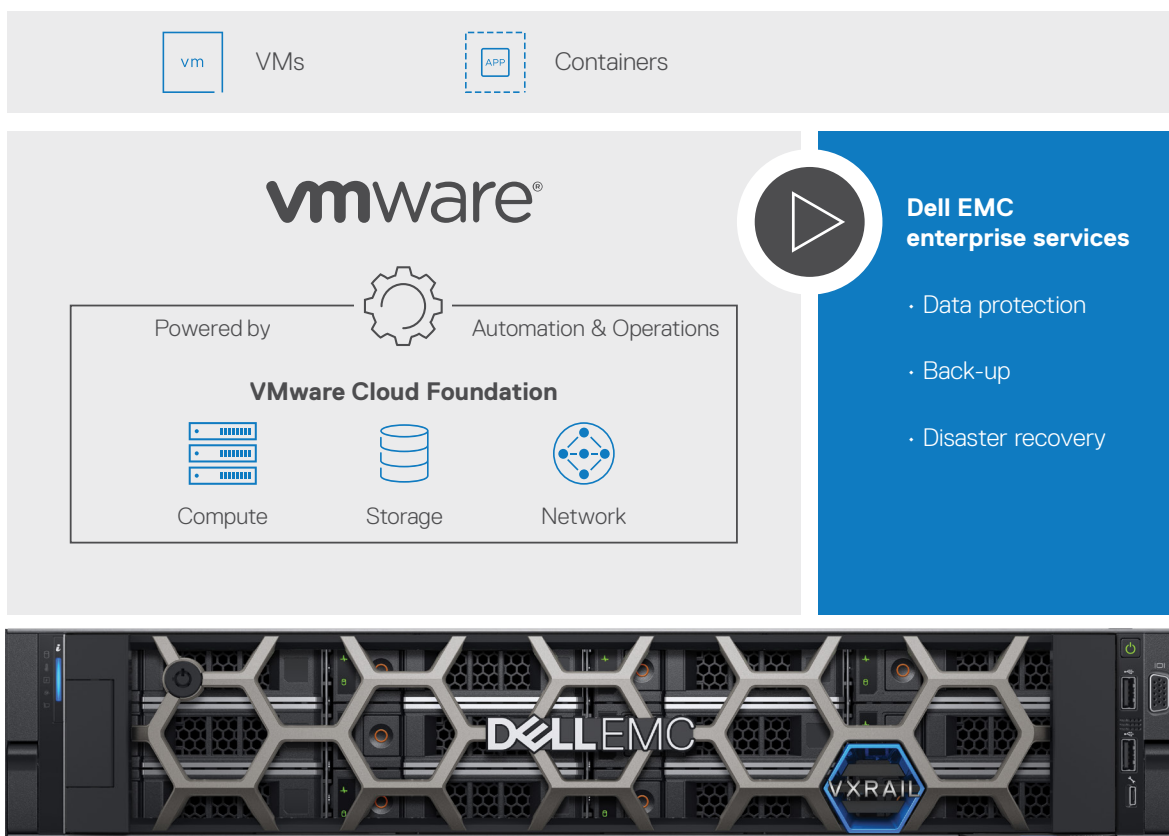 vm
VMs
APP
Containers
vmware®
Powered by
Automation & Operations
VMware Cloud Foundation
Compute
Storage
Network
Dell EMC
enterprise services
• Data protection
• Back-up
• Disaster recovery
DELLEMC
VXRAIL